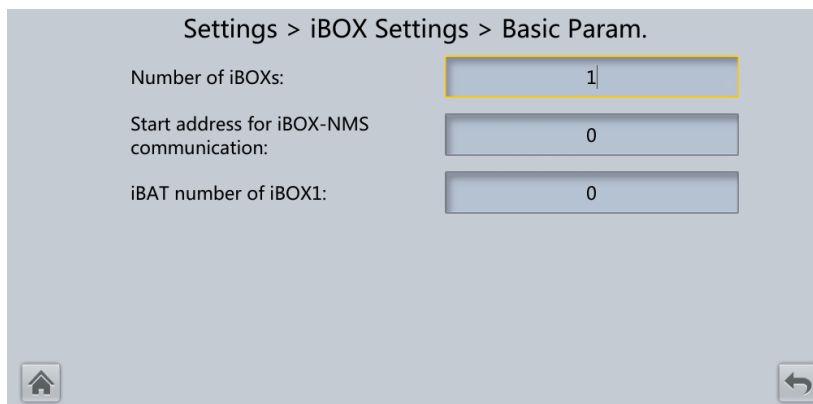 Settings > iBOX Settings > Basic Param.
Number of iBOXs:
1
Start address for iBOX-NMS
communication:
0
iBAT number of iBOX1:
0